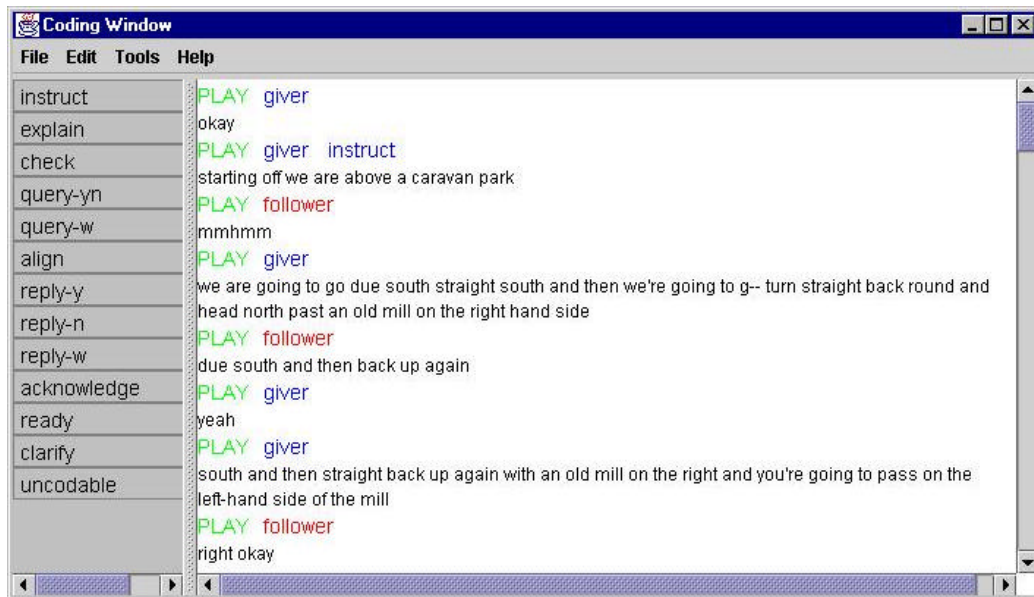 Coding Window
File Edit Tools Help
instruct
explain
check
query-yn
query-w
align
reply-y
reply-n
reply-w
acknowledge
ready
clarify
uncodable
PLAY giver
okay
PLAY giver instruct
starting off we are above a caravan park
PLAY follower
mmhmm
PLAY giver
we are going to go due south straight south and then we're going to g-- turn straight back round and
head north past an old mill on the right hand side
PLAY follower
due south and then back up again
PLAY giver
yeah
PLAY giver
south and then straight back up again with an old mill on the right and you're going to pass on the
left-hand side of the mill
PLAY follower
right okay